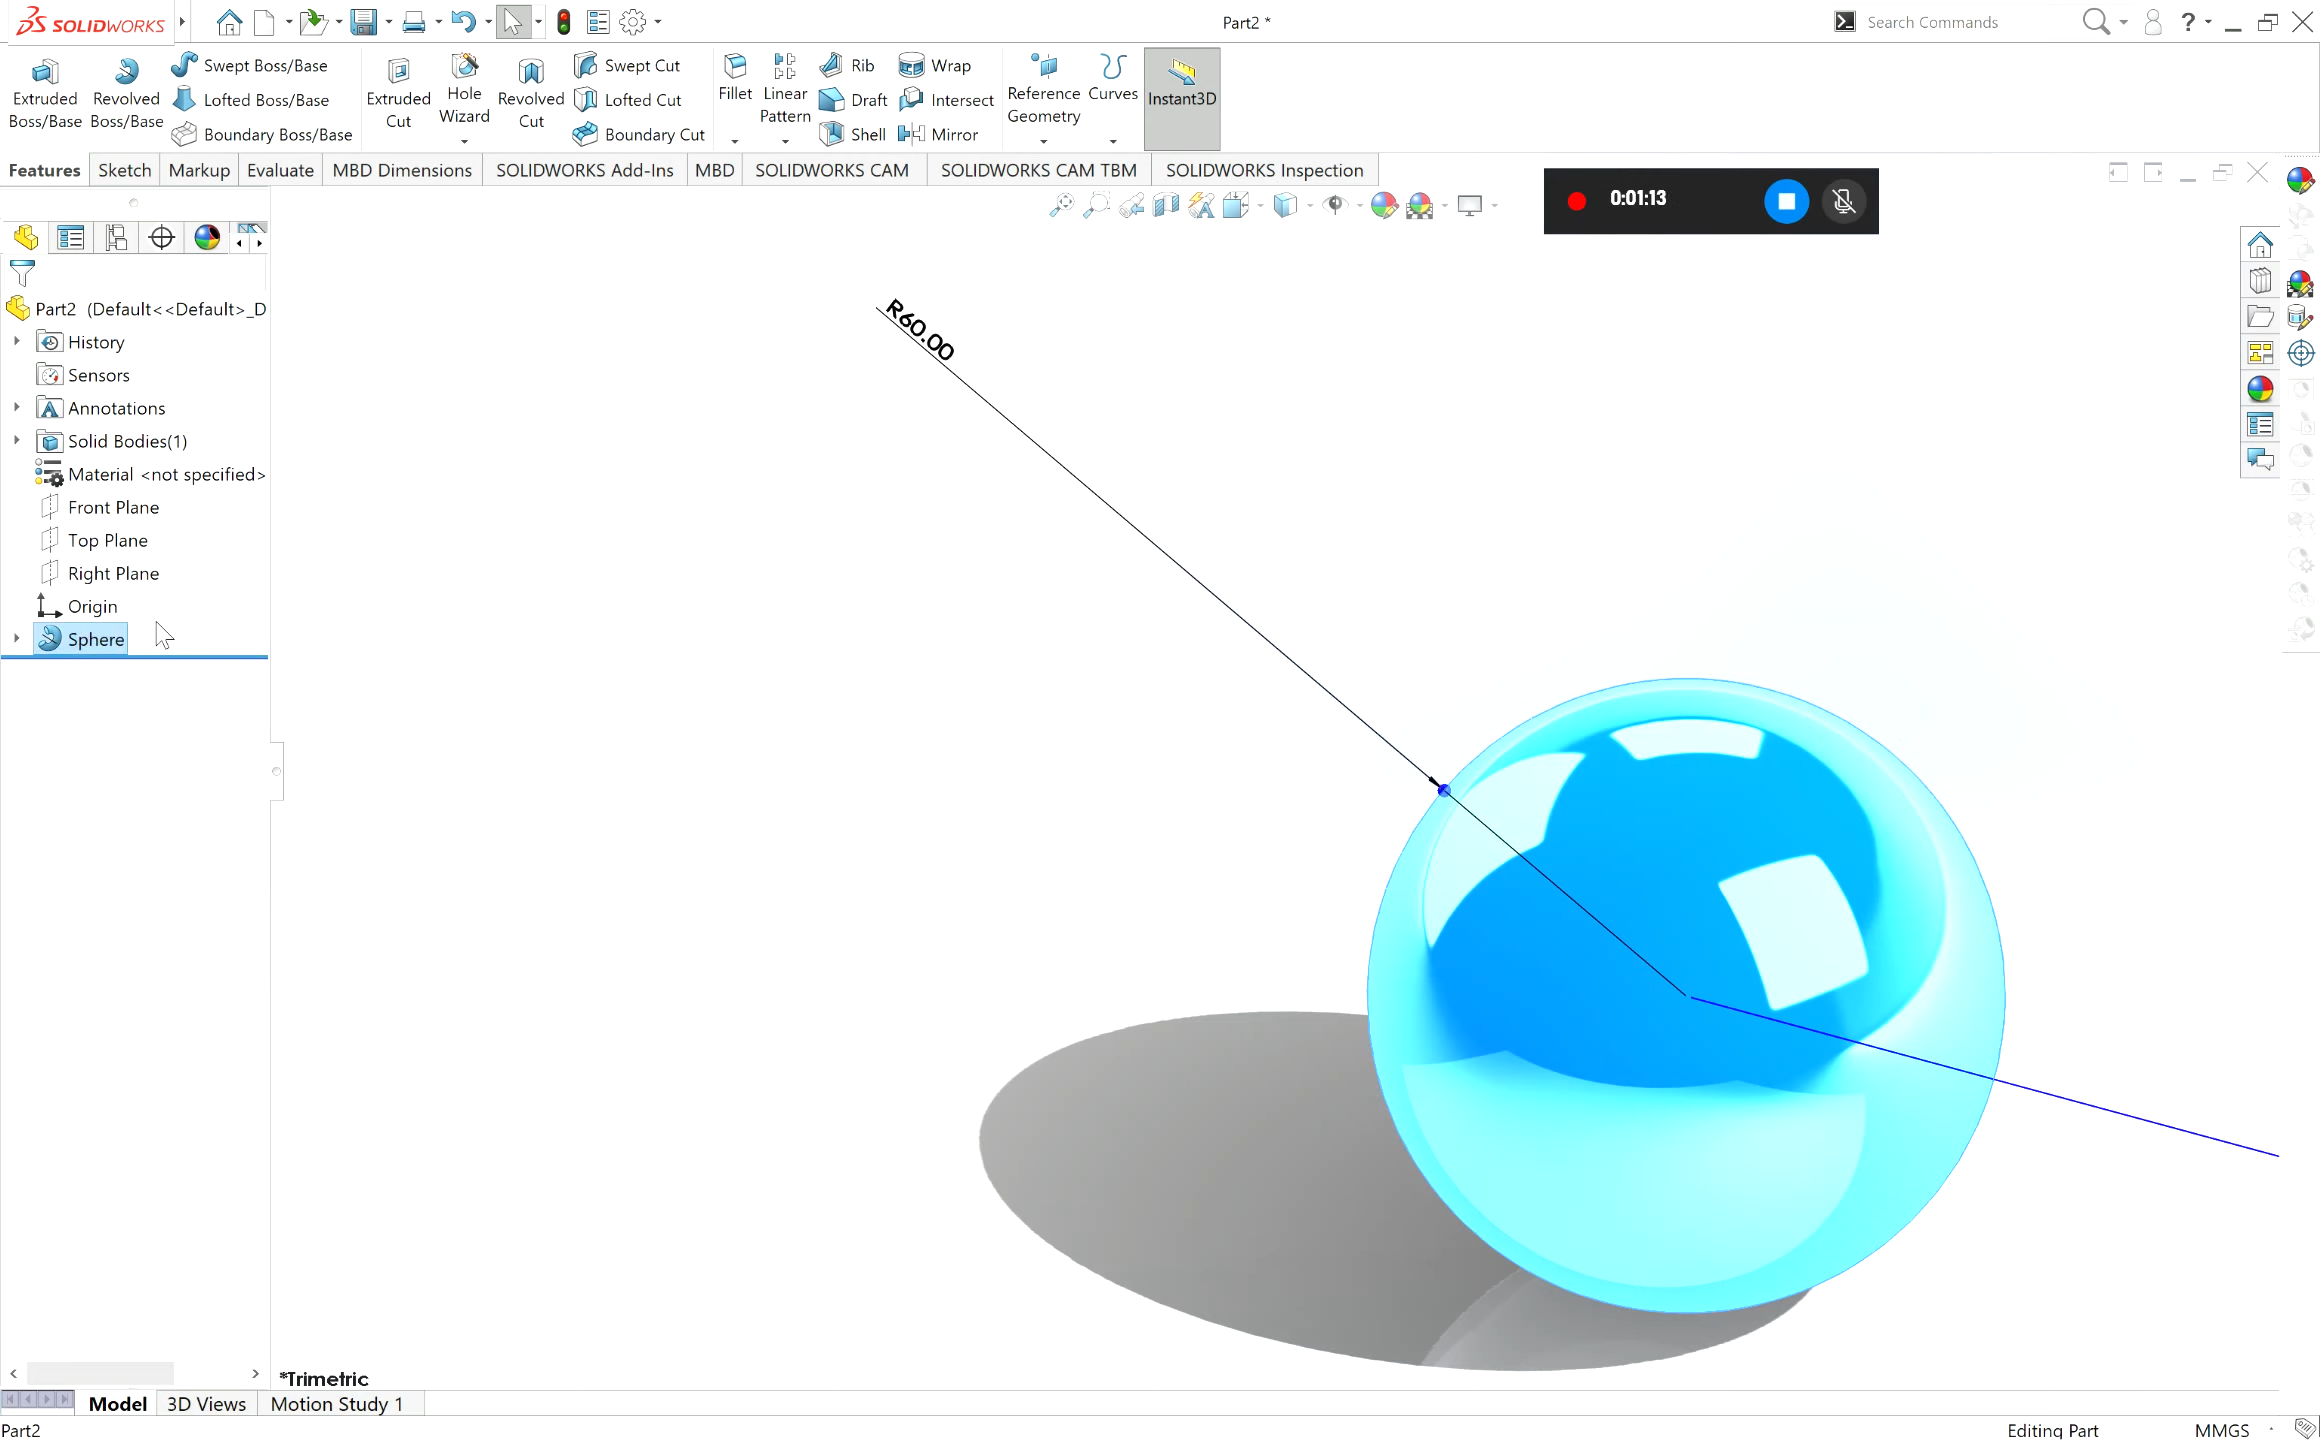 SOLIDWORKS
Part2 *
Search Commands
?
Extruded Boss/Base
Revolved Boss/Base
Swept Boss/Base
Lofted Boss/Base
Boundary Boss/Base
Extruded Cut
Hole Wizard
Revolved Cut
Swept Cut
Lofted Cut
Boundary Cut
Fillet
Linear Pattern
Rib
Draft
Shell
Wrap
Intersect
Mirror
Reference Geometry
Curves
Instant3D
Features
Sketch
Markup
Evaluate
MBD Dimensions
SOLIDWORKS Add-Ins
MBD
SOLIDWORKS CAM
SOLIDWORKS CAM TBM
SOLIDWORKS Inspection
0:01:13
Part2 (Default<<Default>_D
History
Sensors
Annotations
Solid Bodies(1)
Material <not specified>
Front Plane
Top Plane
Right Plane
Origin
Sphere
R60.00
*Trimetric
Model
3D Views
Motion Study 1
Part2
Editing Part
MMGS